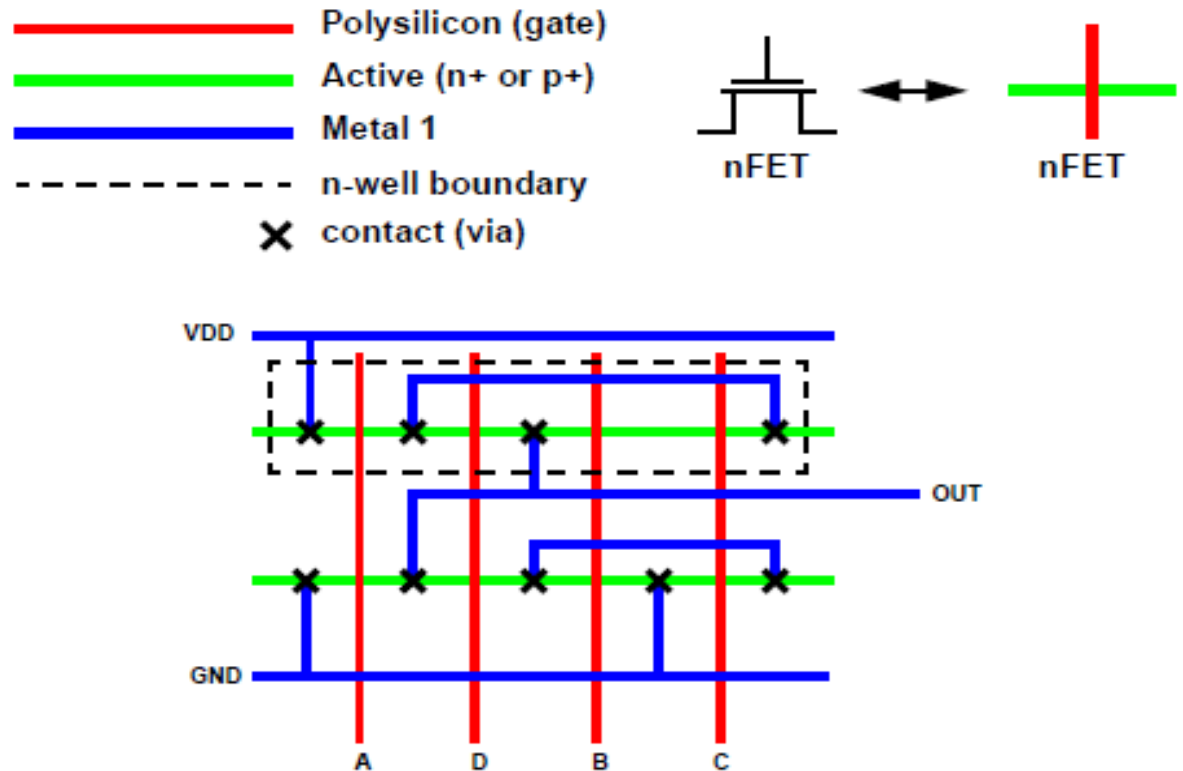 Polysilicon (gate)
Active (n+ or p+)
Metal 1
n-well boundary
contact (via)
nFET
nFET
VDD
OUT
GND
A
D
B
C